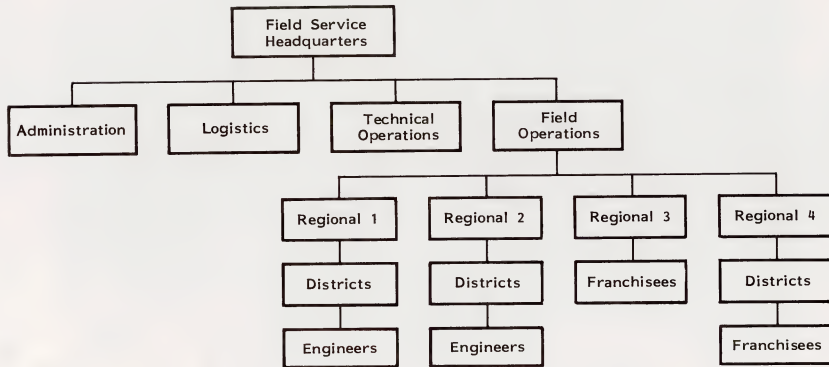 Field Service
Headquarters
Administration
Logistics
Technical
Operations
Field
Operations
Regional 1
Regional 2
Regional 3
Regional 4
Districts
Districts
Franchisees
Districts
Engineers
Engineers
Franchisees